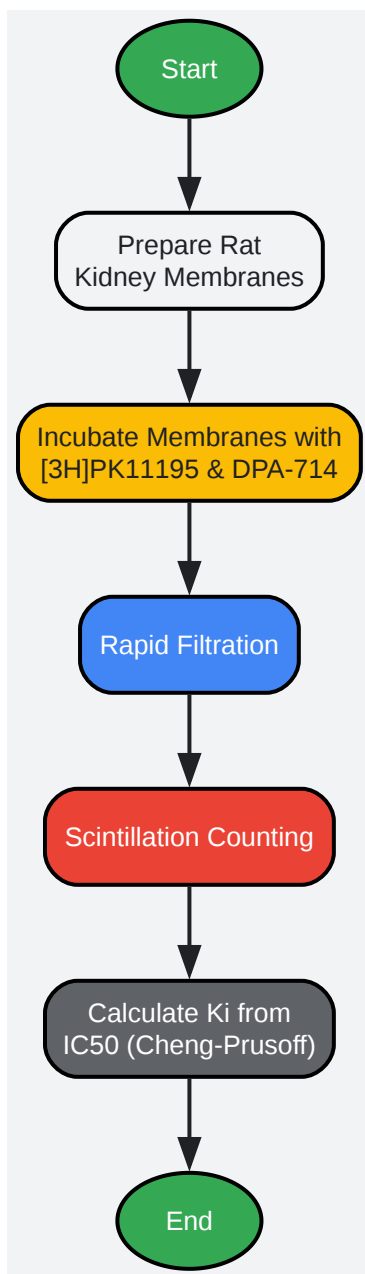 Start
Prepare Rat
Kidney Membranes
Incubate Membranes with
[3H]PK11195 & DPA-714
Rapid Filtration
Scintillation Counting
Calculate Ki from
IC50 (Cheng-Prusoff)
End